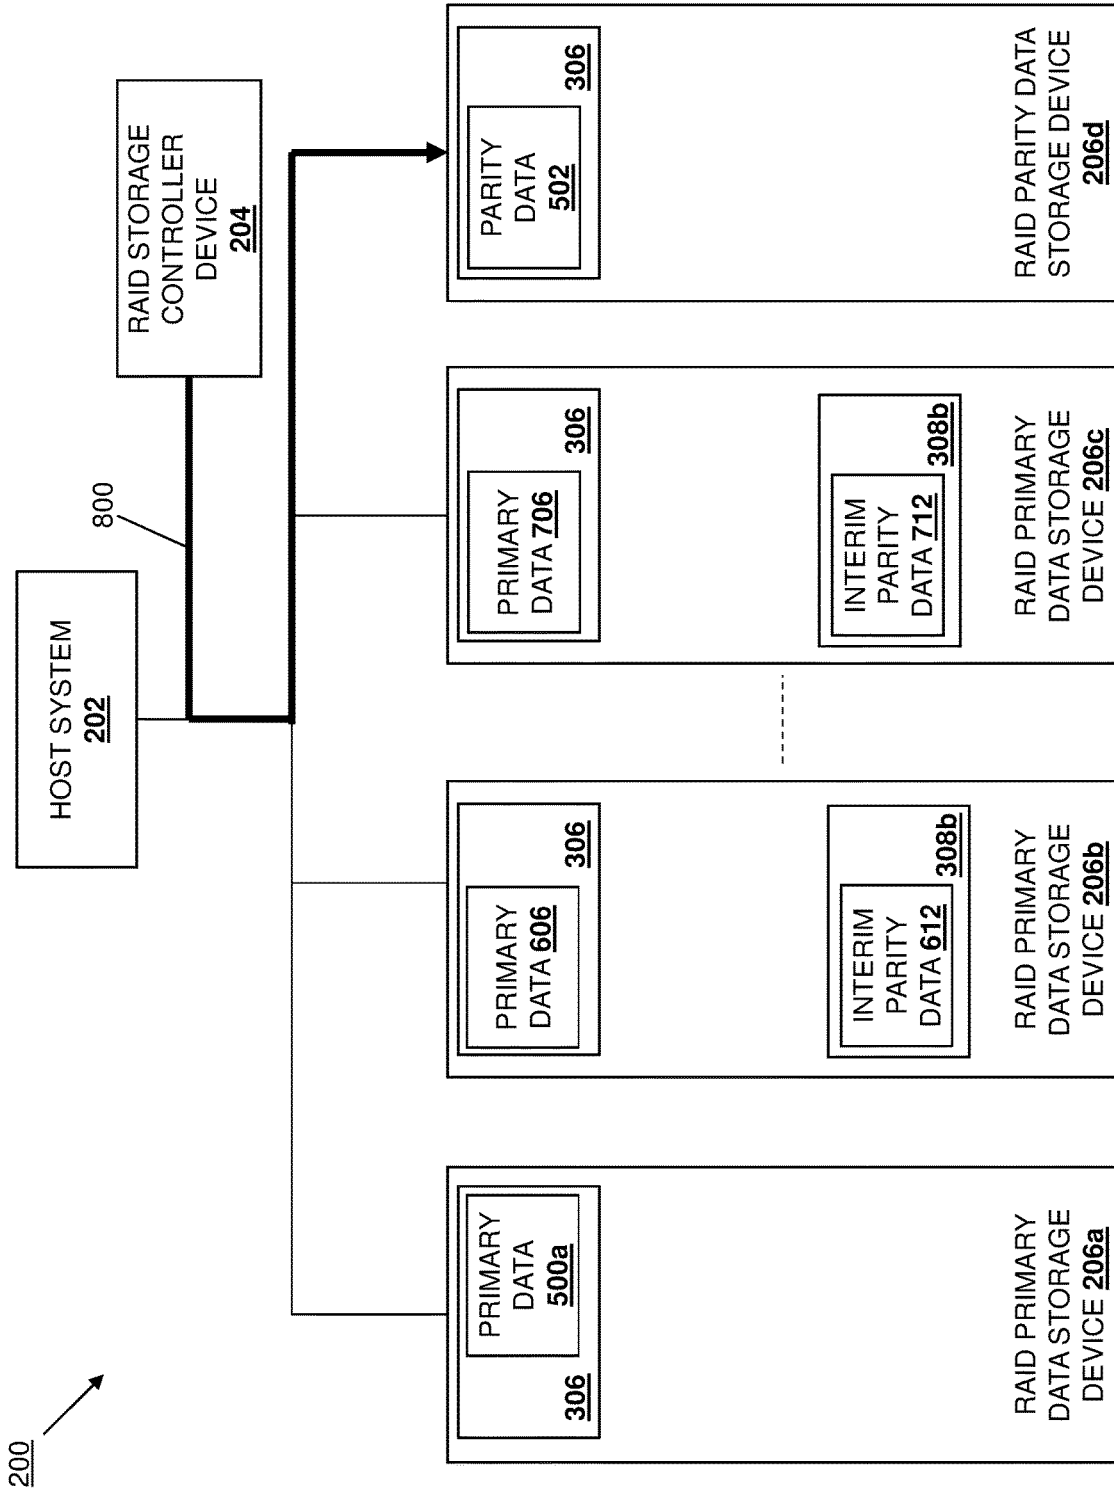 200
HOST SYSTEM
202
800
RAID STORAGE
CONTROLLER
DEVICE
204
PRIMARY
DATA
500a
306
RAID PRIMARY
DATA STORAGE
DEVICE 206a
PRIMARY
DATA 606
306
INTERIM
PARITY
DATA 612
308b
RAID PRIMARY
DATA STORAGE
DEVICE 206b
PRIMARY
DATA 706
306
INTERIM
PARITY
DATA 712
308b
RAID PRIMARY
DATA STORAGE
DEVICE 206c
PARITY
DATA
502
306
RAID PARITY DATA
STORAGE DEVICE
206d